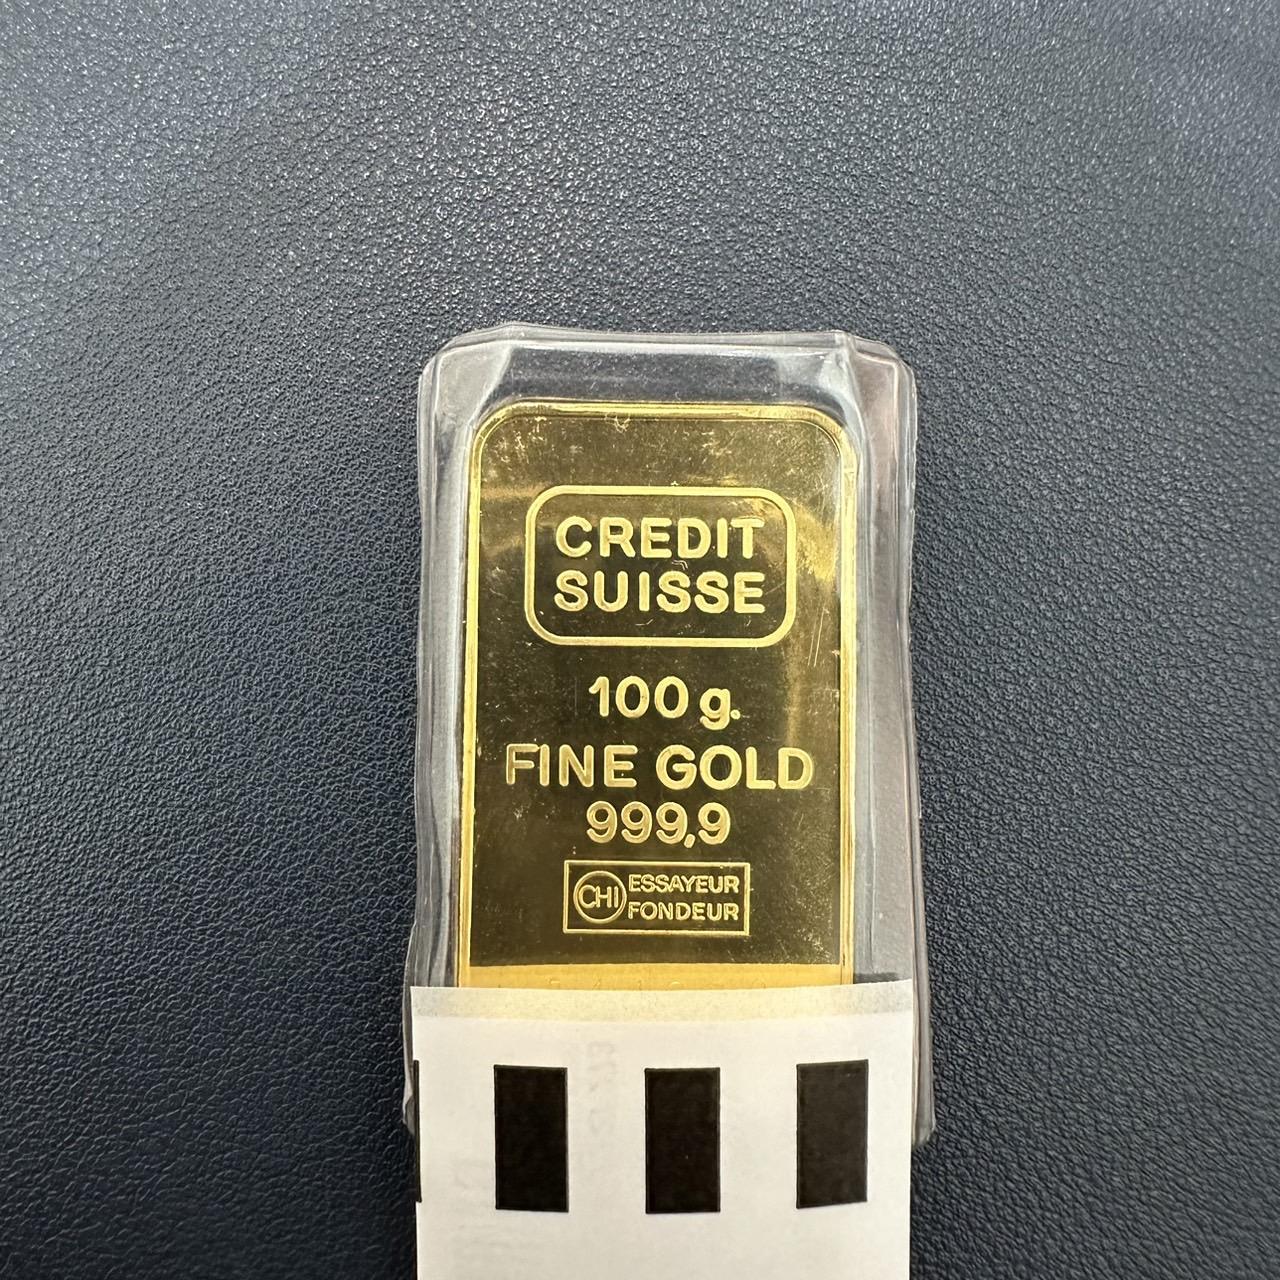 CREDIT
SUISSE
100 g.
FINE GOLD
999,9
CHI ESSAYEUR
FONDEUR